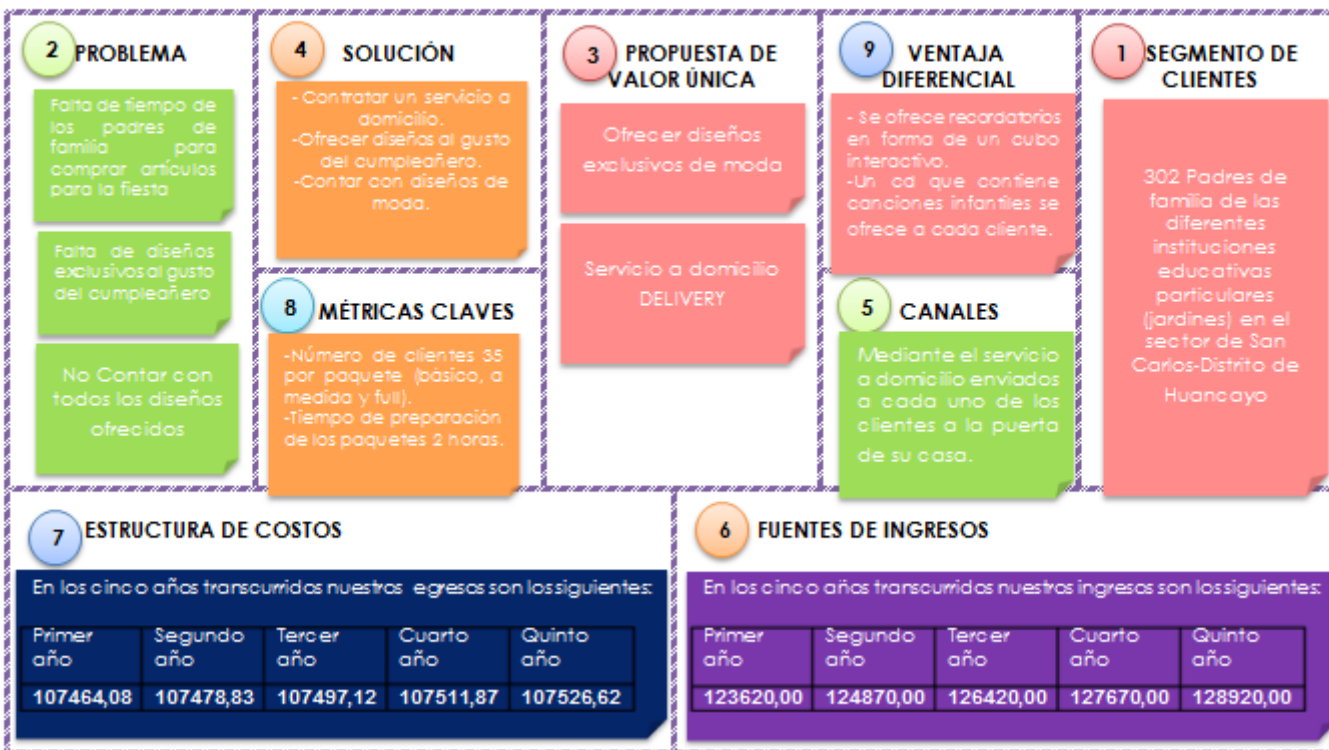 2 PROBLEMA
Falta de tiempo de
los padres de
familia para
comprar artículos
para la fiesta
Falta de diseños
exclusivos al gusto
del cumpleañero
No Contar con
todos los diseños
ofrecidos
4 SOLUCIÓN
- Contratar un servicio a
domicilio.
-Ofrecer diseños al gusto
del cumpleañero.
-Contar con diseños de
moda.
8 MÉTRICAS CLAVES
-Número de clientes 35
por paquete (básico, a
medida y full).
-Tiempo de preparación
de los paquetes 2 horas.
3 PROPUESTA DE
VALOR ÚNICA
Ofrecer diseños
exclusivos de moda
Servicio a domicilio
DELIVERY
9 VENTAJA
DIFERENCIAL
- Se ofrece recordatorios
en forma de un cubo
interactivo.
-Un cd que contiene
canciones infantiles se
ofrece a cada cliente.
5 CANALES
Mediante el servicio
a domicilio enviados
a cada uno de los
clientes a la puerta
de su casa.
1 SEGMENTO DE
CLIENTES
302 Padres de
familia de las
diferentes
instituciones
educativas
particulares
(jardines) en el
sector de San
Carlos-Distrito de
Huancayo
7 ESTRUCTURA DE COSTOS
En los cinco años transcurridos nuestros egresos son los siguientes:
Primer año Segundo año Tercer año Cuarto año Quinto año
107464,08 107478,83 107497,12 107511,87 107526,62
6 FUENTES DE INGRESOS
En los cinco años transcurridos nuestros ingresos son los siguientes:
Primer año Segundo año Tercer año Cuarto año Quinto año
123620,00 124870,00 126420,00 127670,00 128920,00